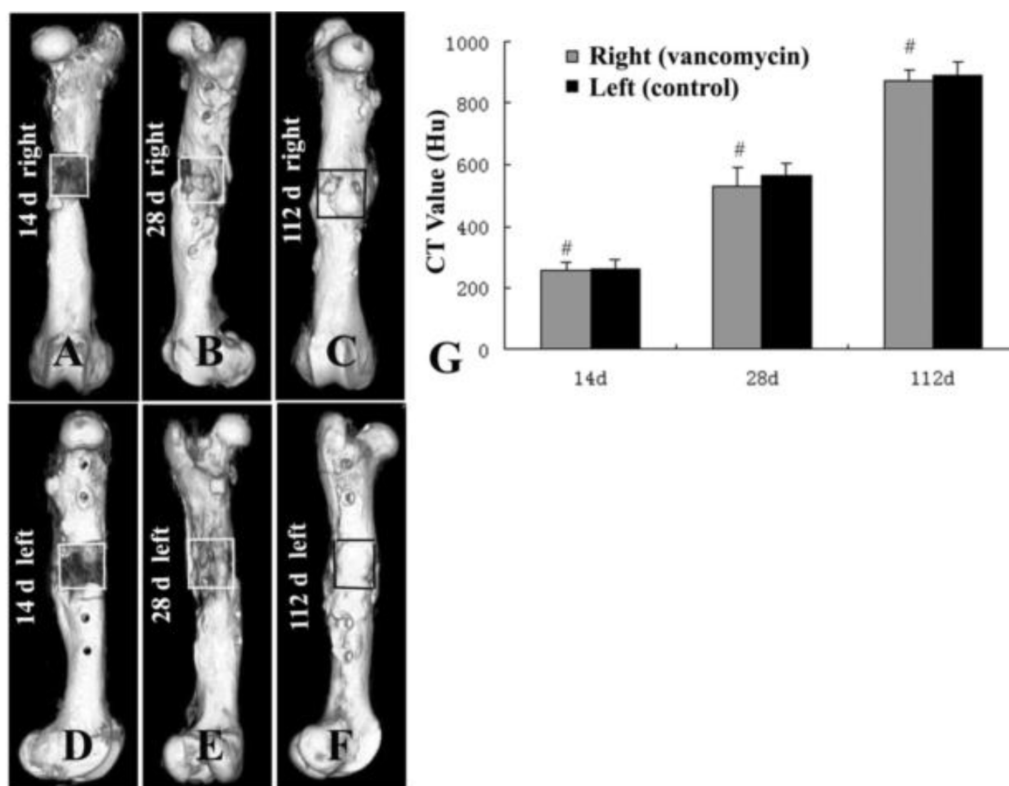 14 d right
A
28 d right
B
112 d right
C
14 d left
D
28 d left
E
112 d left
F
G
CT Value (Hu)
1000
800
600
400
200
0
Right (vancomycin)
Left (control)
#
#
#
14d
28d
112d